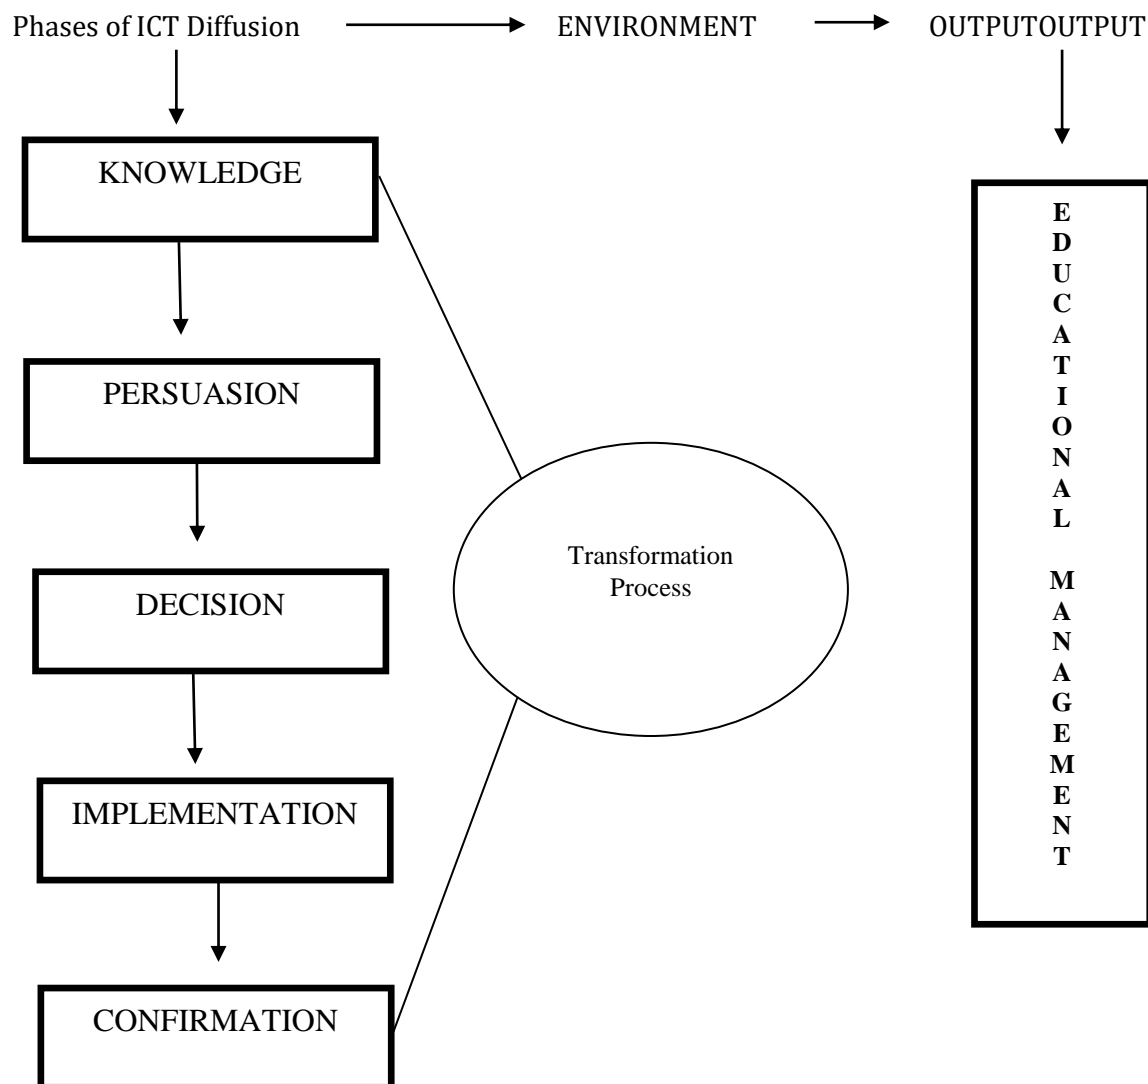 Phases of ICT Diffusion ENVIRONMENT OUTPUTOUTPUT
KNOWLEDGE
PERSUASION
DECISION
IMPLEMENTATION
CONFIRMATION
Transformation
Process
E
D
U
C
A
T
I
O
N
A
L
M
A
N
A
G
E
M
E
N
T